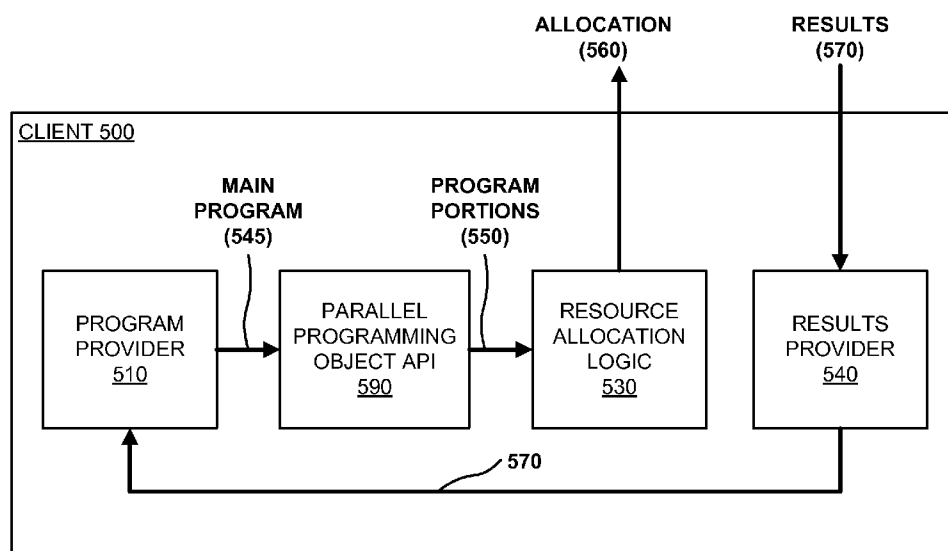 ALLOCATION
(560)
RESULTS
(570)
CLIENT 500
MAIN
PROGRAM
(545)
PROGRAM
PORTIONS
(550)
PROGRAM
PROVIDER
510
PARALLEL
PROGRAMMING
OBJECT API
590
RESOURCE
ALLOCATION
LOGIC
530
RESULTS
PROVIDER
540
570